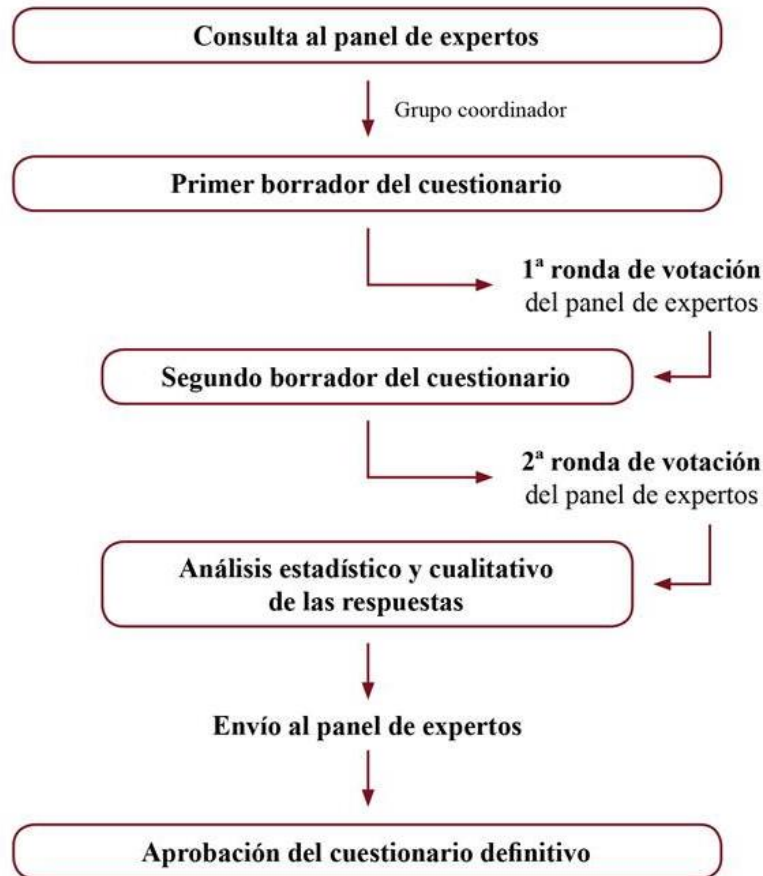 Consulta al panel de expertos
Grupo coordinador
Primer borrador del cuestionario
1ª ronda de votación
del panel de expertos
Segundo borrador del cuestionario
2ª ronda de votación
del panel de expertos
Análisis estadístico y cualitativo
de las respuestas
Envío al panel de expertos
Aprobación del cuestionario definitivo